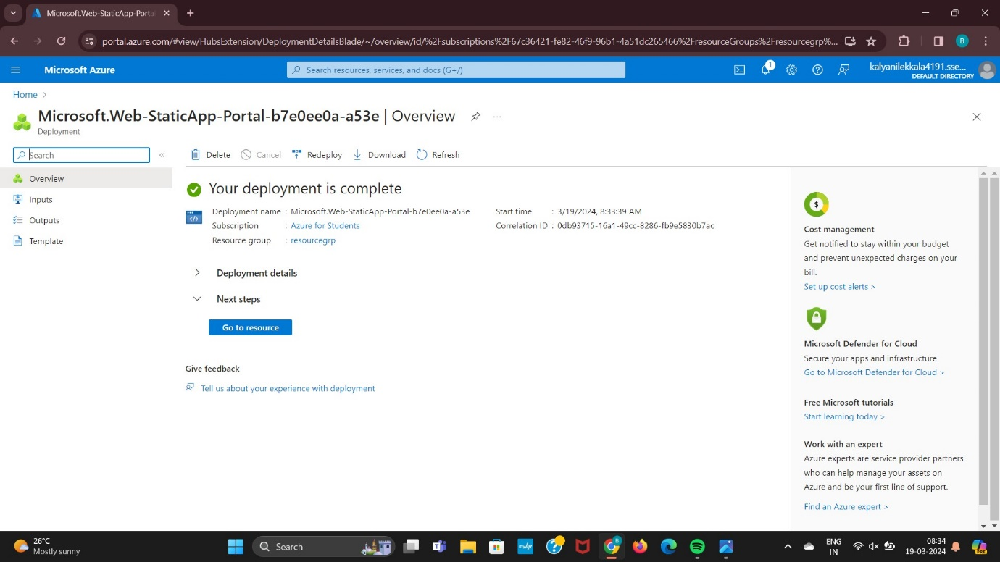 Microsoft.Web-StaticApp-Porta
portal.azure.com/#view/HubsExtension/DeploymentDetailsBlade/~/overview/id/%2Fsubscriptions%2F67c36421-fe82-46f9-96b1-4a51dc265466%2FresourceGroups%2Fresourcegrp%...
B
Microsoft Azure
Search resources, services, and docs (G+/)
1
kalyanilekkala4191.sse...
DEFAULT DIRECTORY
Home
Microsoft.Web-StaticApp-Portal-b7e0ee0a-a53e | Overview
Deployment
Search
Delete
Cancel
Redeploy
Download
Refresh
Overview
Inputs
Outputs
Template
Your deployment is complete
Deployment name : Microsoft.Web-StaticApp-Portal-b7e0ee0a-a53e
Subscription : Azure for Students
Resource group : resourcegrp
Start time : 3/19/2024, 8:33:39 AM
Correlation ID : 0db93715-16a1-49cc-8286-fb9e5830b7ac
Deployment details
Next steps
Go to resource
Give feedback
Tell us about your experience with deployment
Cost management
Get notified to stay within your budget
and prevent unexpected charges on your
bill.
Set up cost alerts >
Microsoft Defender for Cloud
Secure your apps and infrastructure
Go to Microsoft Defender for Cloud >
Free Microsoft tutorials
Start learning today >
Work with an expert
Azure experts are service provider partners
who can help manage your assets on
Azure and be your first line of support.
Find an Azure expert >
26°C
Mostly sunny
Search
myhp
ENG
IN
08:34
19-03-2024
PRE